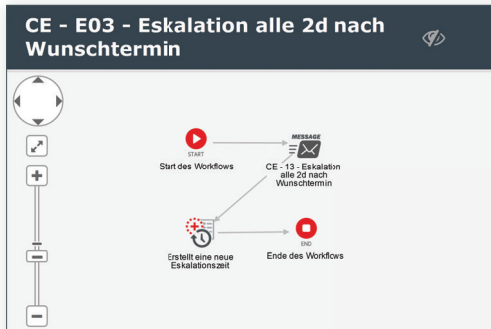 CE - E03 - Eskalation alle 2d nach
Wunschtermin
MESSAGE
START
Start des Workflows
CE - 13 - Eskalation
alle 2d nach
Wunschtermin
Erstellt eine neue
Eskalationszeit
END
Ende des Workflows